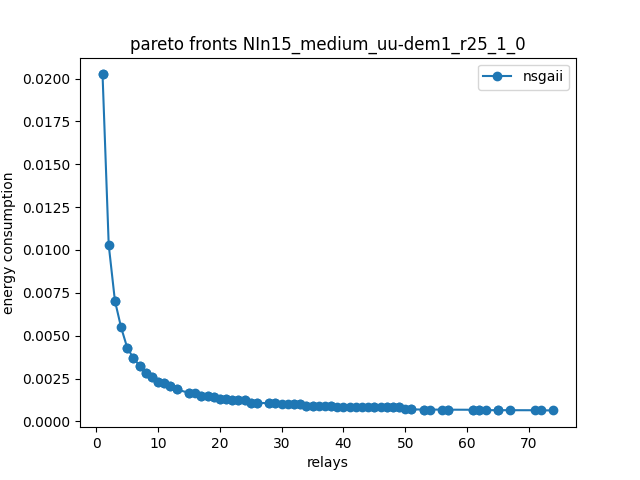 pareto fronts NIn15_medium_uu-dem1_r25_1_0
nsgaii
energy consumption
0.0200
0.0175
0.0150
0.0125
0.0100
0.0075
0.0050
0.0025
0.0000
0 10 20 30 40 50 60 70
relays